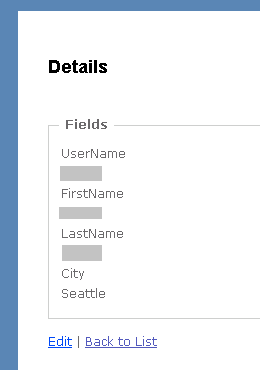 Details
Fields
UserName
FirstName
LastName
City
Seattle
Edit | Back to List